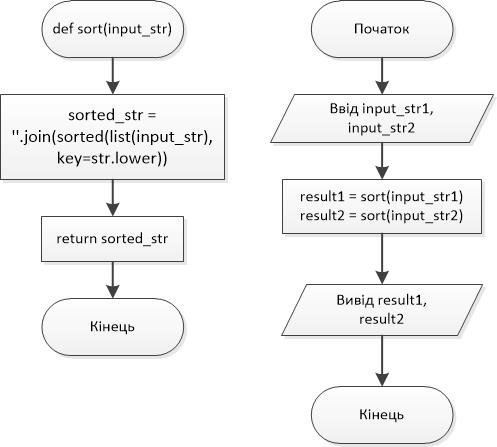 def sort(input_str)
sorted_str =
''.join(sorted(list(input_str),
key=str.lower))
return sorted_str
Кінець
Початок
Ввід input_str1,
input_str2
result1 = sort(input_str1)
result2 = sort(input_str2)
Вивід result1,
result2
Кінець